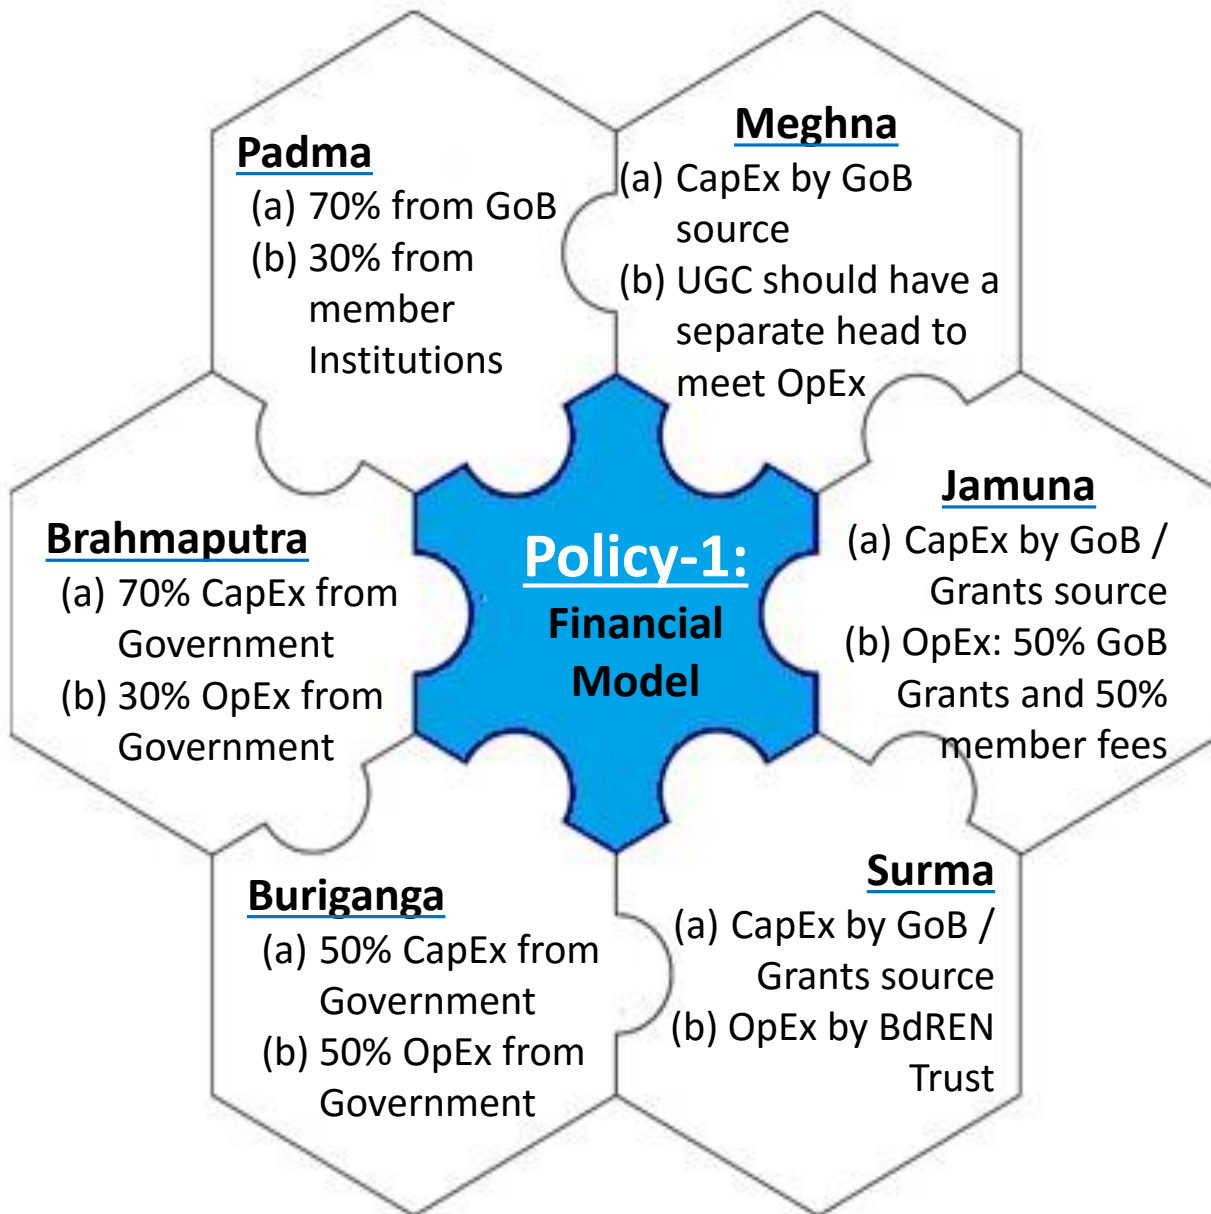 Padma
(a) 70% from GoB
(b) 30% from
member
Institutions
Meghna
(a) CapEx by GoB
source
(b) UGC should have a
separate head to
meet OpEx
Brahmaputra
(a) 70% CapEx from
Government
(b) 30% OpEx from
Government
Policy-1:
Financial
Model
Jamuna
(a) CapEx by GoB /
Grants source
(b) OpEx: 50% GoB
Grants and 50%
member fees
Buriganga
(a) 50% CapEx from
Government
(b) 50% OpEx from
Government
Surma
(a) CapEx by GoB /
Grants source
(b) OpEx by BdREN
Trust